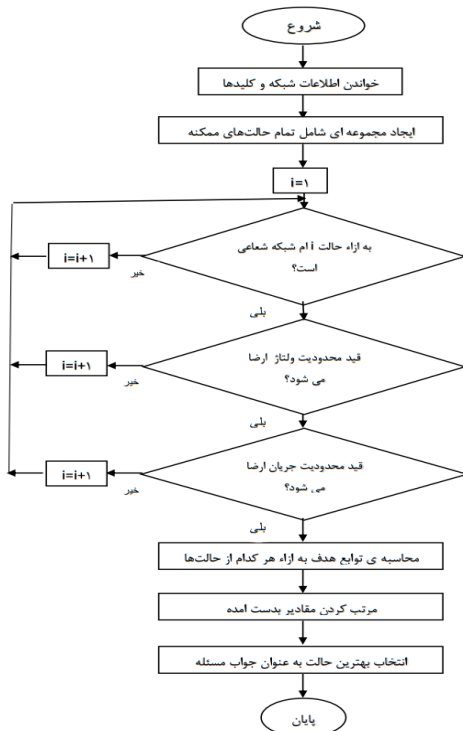 شروع
خواندن اطلاعات شبکه و کلیدها
ایجاد مجموعه ای شامل تمام حالت‌های ممکنه
i=۱
به ازاء حالت i ام شبکه شعاعی
است؟
خیر
i=i+۱
بلی
قید محدودیت ولتاژ ارضا
می شود؟
خیر
i=i+۱
بلی
قید محدودیت جریان ارضا
می شود؟
خیر
i=i+۱
بلی
محاسبه ی توابع هدف به ازاء هر کدام از حالت‌ها
مرتب کردن مقادیر بدست امده
انتخاب بهترین حالت به عنوان جواب مسئله
پایان